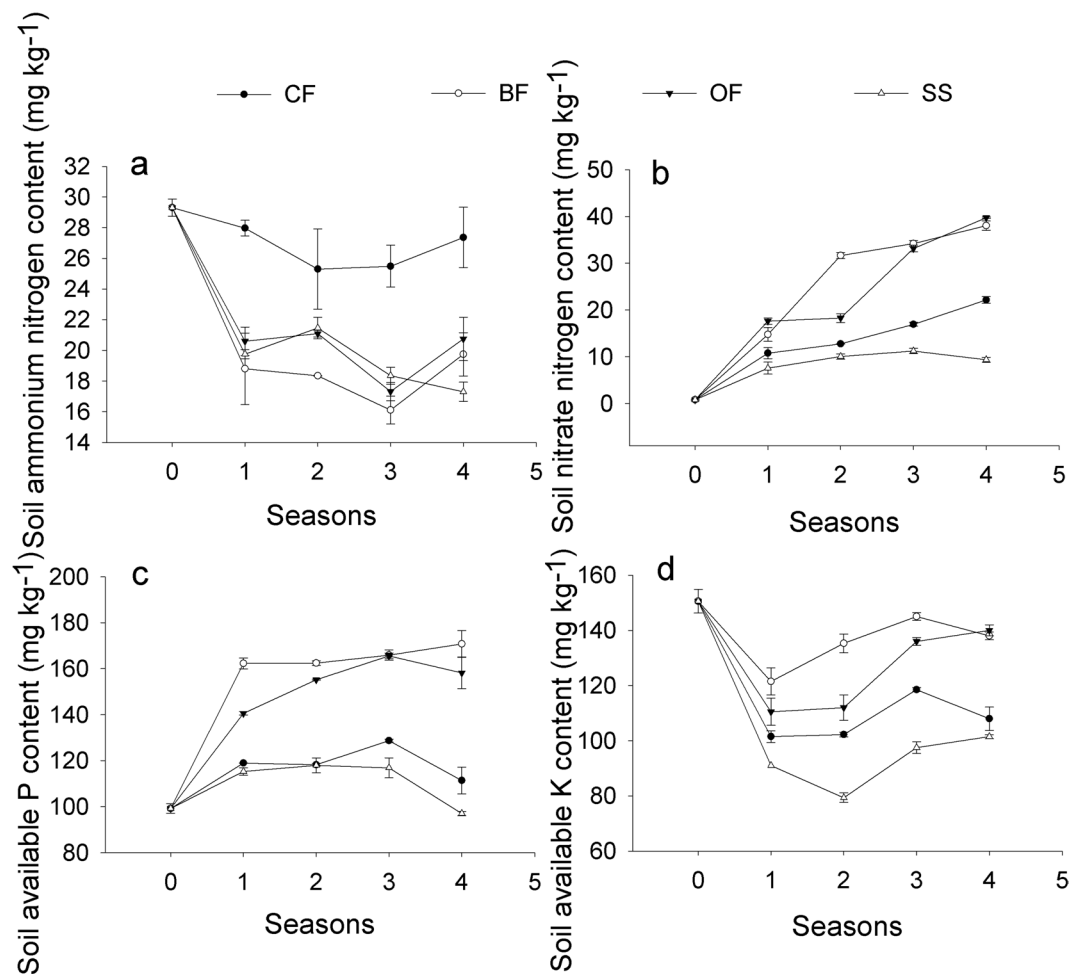 CF BF OF SS
a
Soil ammonium nitrogen content (mg kg-1)
32
30
28
26
24
22
20
18
16
14
0 1 2 3 4 5
Seasons
b
Soil nitrate nitrogen content (mg kg-1)
50
40
30
20
10
0
0 1 2 3 4 5
Seasons
c
Soil available P content (mg kg-1)
200
180
160
140
120
100
80
0 1 2 3 4 5
Seasons
d
Soil available K content (mg kg-1)
160
140
120
100
80
60
0 1 2 3 4 5
Seasons